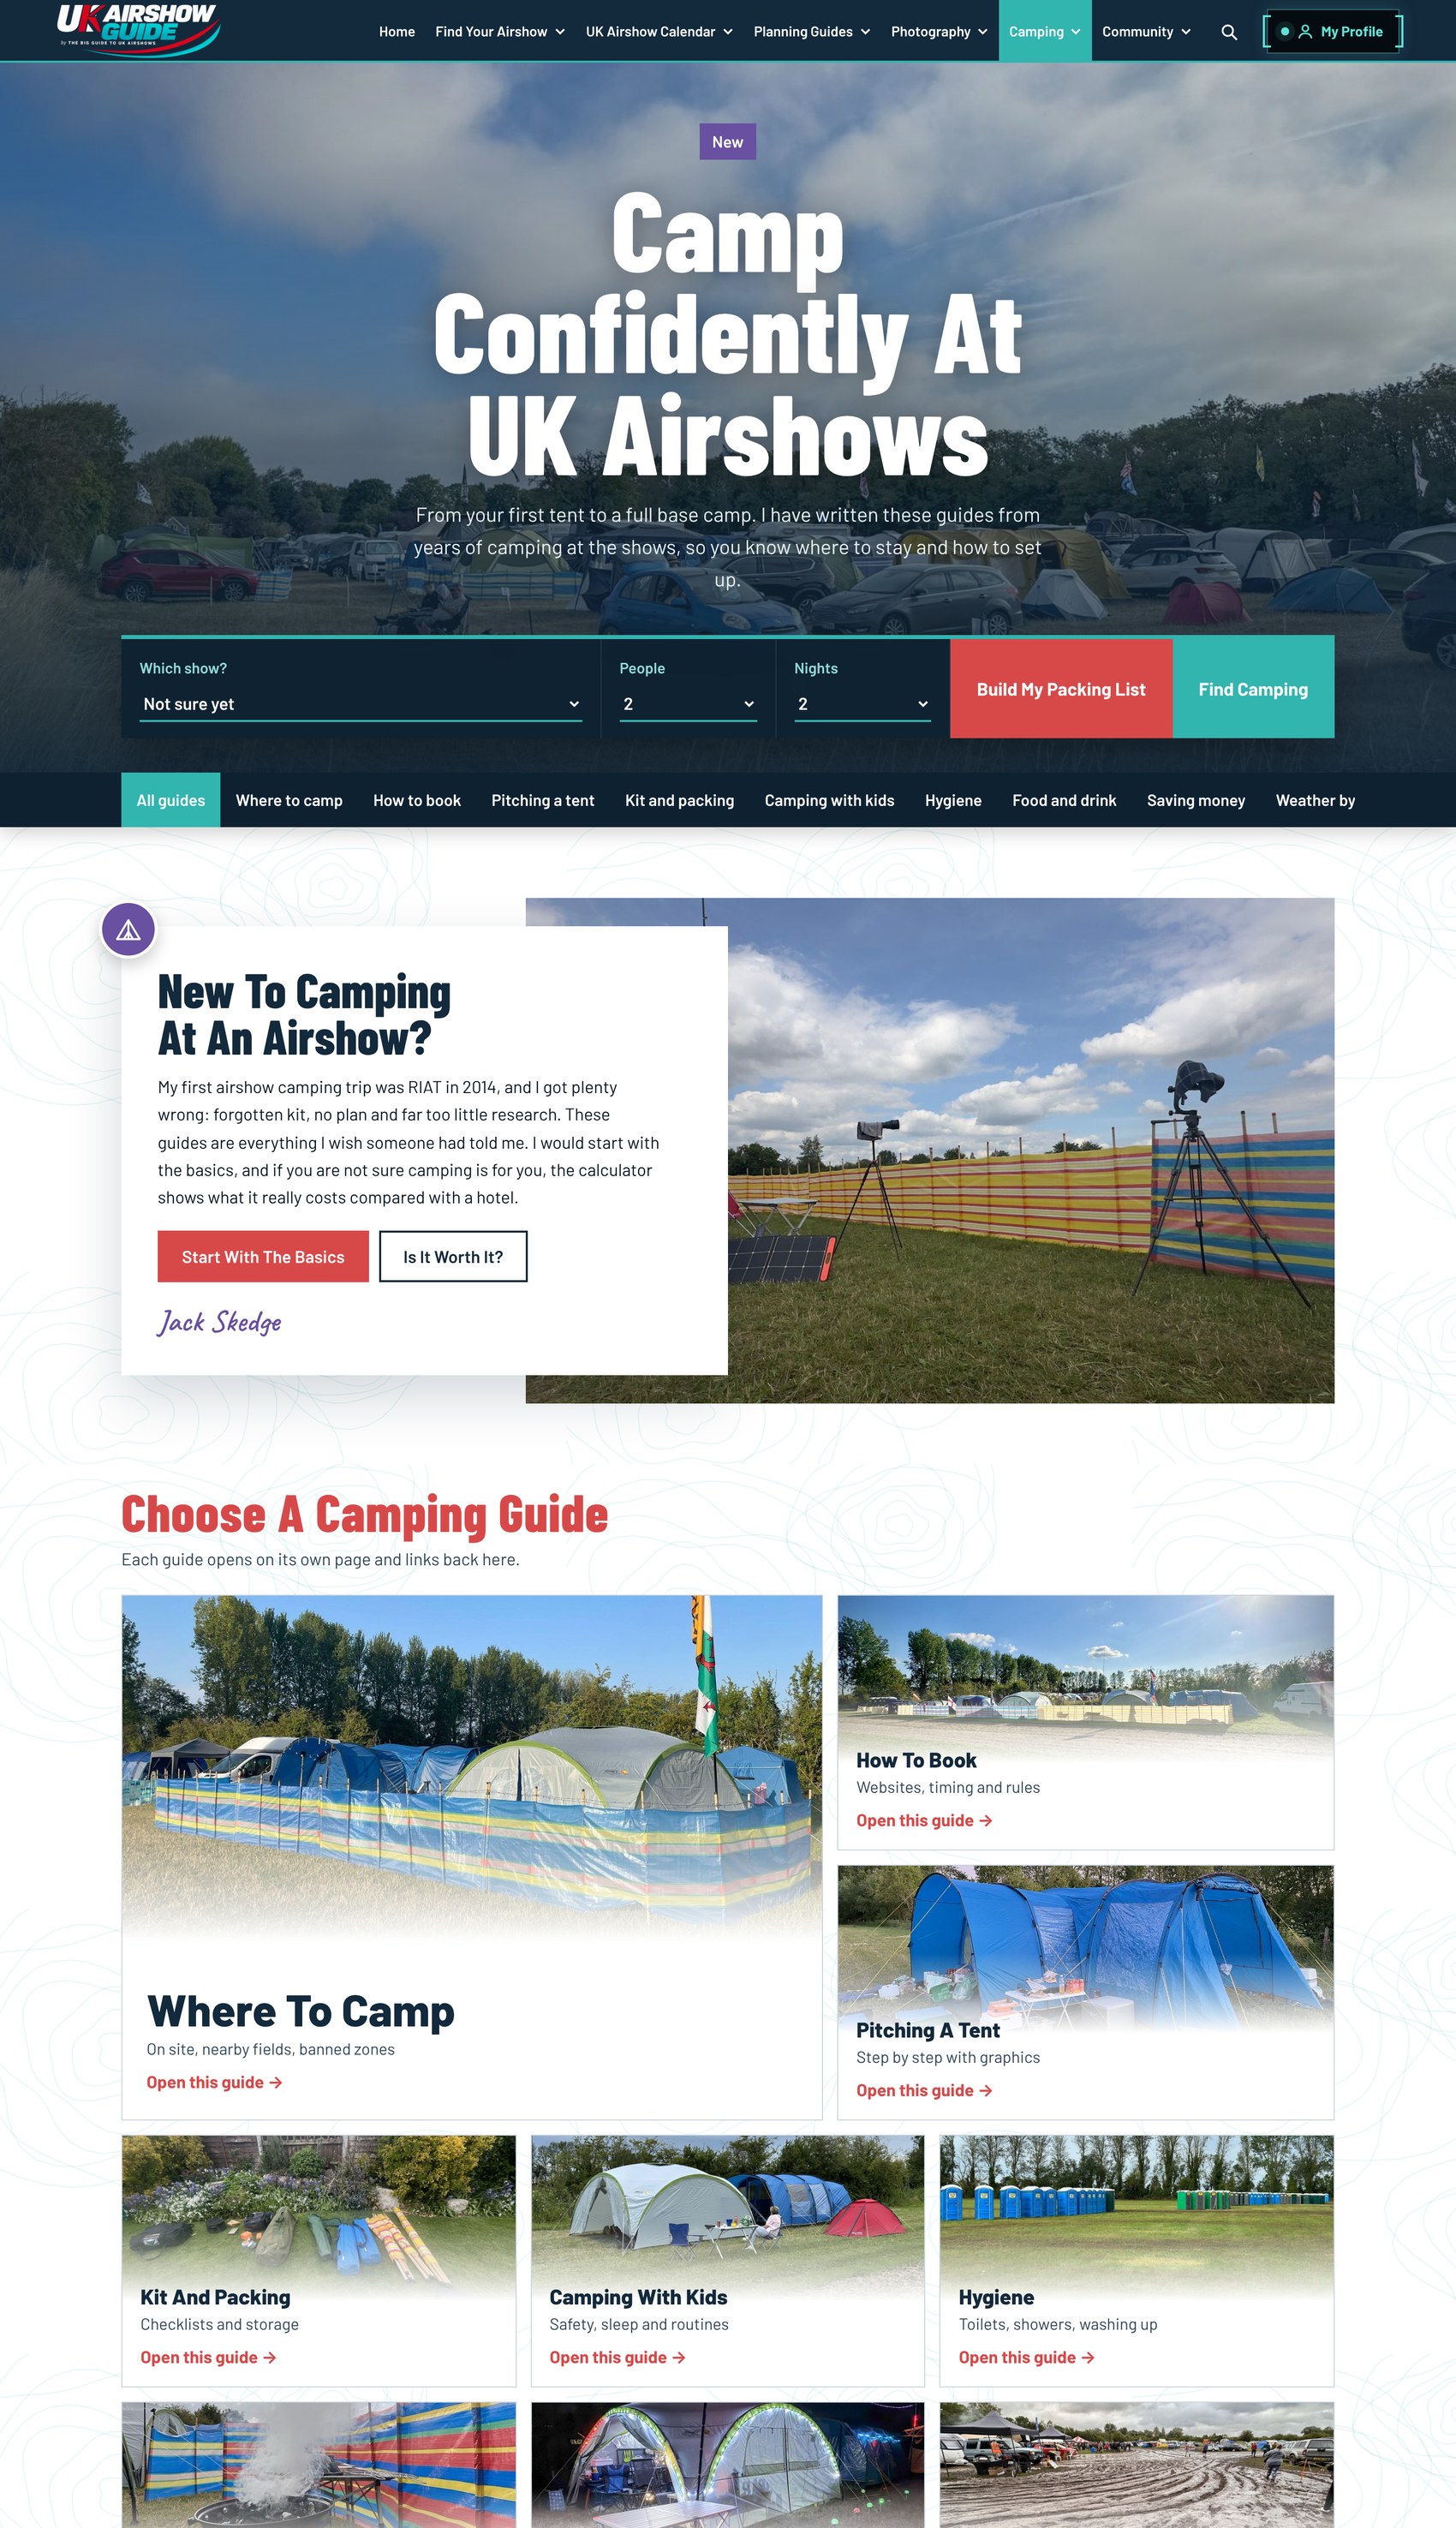 UK AIRSHOW
GUIDE
by THE BIG GUIDE TO UK AIRSHOWS
Home
Find Your Airshow
UK Airshow Calendar
Planning Guides
Photography
Camping
Community
My Profile
New
Camp
Confidently At
UK Airshows
From your first tent to a full base camp. I have written these guides from
years of camping at the shows, so you know where to stay and how to set
up.
Which show?
Not sure yet
People
2
Nights
2
Build My Packing List
Find Camping
All guides
Where to camp
How to book
Pitching a tent
Kit and packing
Camping with kids
Hygiene
Food and drink
Saving money
Weather by
New To Camping
At An Airshow?
My first airshow camping trip was RIAT in 2014, and I got plenty
wrong: forgotten kit, no plan and far too little research. These
guides are everything I wish someone had told me. I would start with
the basics, and if you are not sure camping is for you, the calculator
shows what it really costs compared with a hotel.
Start With The Basics
Is It Worth It?
Jack Skedge
Choose A Camping Guide
Each guide opens on its own page and links back here.
Where To Camp
On site, nearby fields, banned zones
Open this guide →
How To Book
Websites, timing and rules
Open this guide →
Pitching A Tent
Step by step with graphics
Open this guide →
Kit And Packing
Checklists and storage
Open this guide →
Camping With Kids
Safety, sleep and routines
Open this guide →
Hygiene
Toilets, showers, washing up
Open this guide →